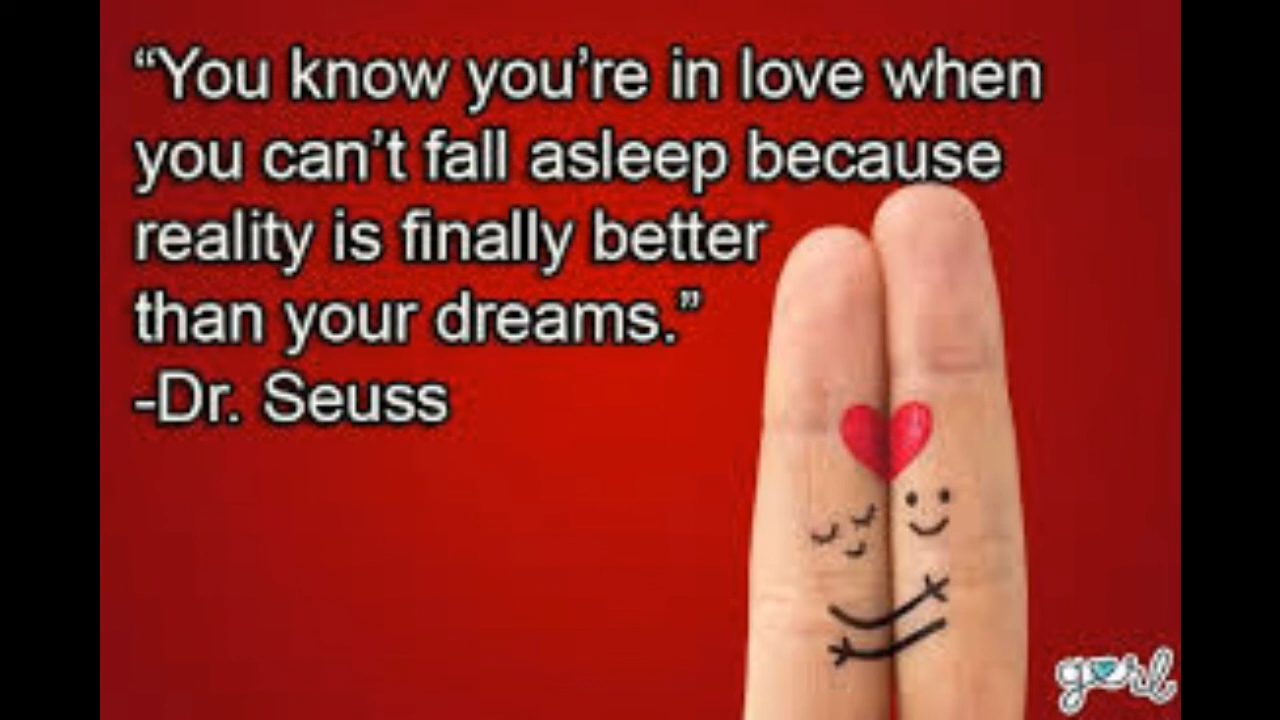 “You know you’re in love when
you can’t fall asleep because
reality is finally better
than your dreams.”
-Dr. Seuss
gurl